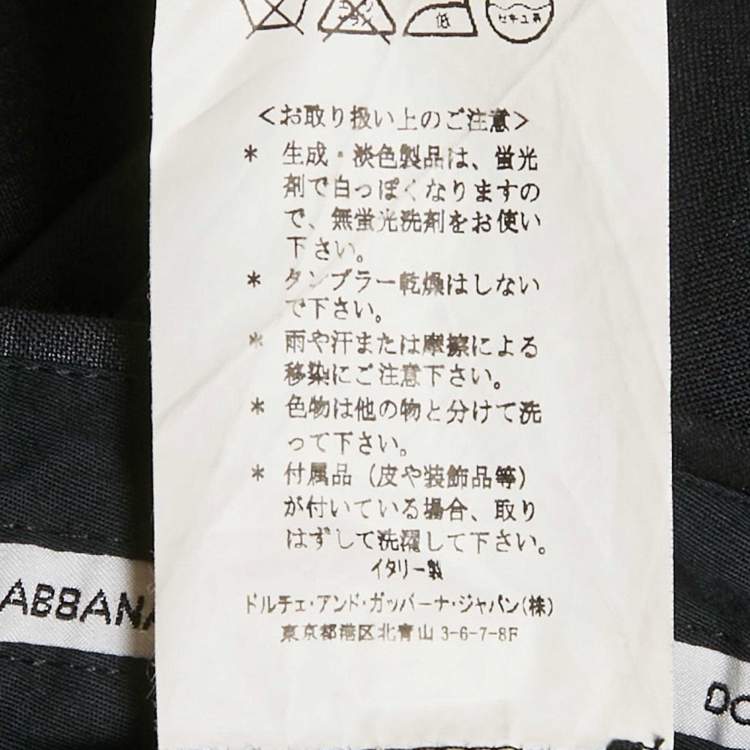 低
セキユ系
＜お取り扱い上のご注意＞
* 生成・淡色製品は、蛍光
剤で白っぽくなりますの
で、無蛍光洗剤をお使い
下さい。
* タンブラー乾燥はしない
で下さい。
* 雨や汗または摩擦による
移染にご注意下さい。
* 色物は他の物と分けて洗
って下さい。
* 付属品（皮や装飾品等）
が付いている場合、取り
はずして洗濯して下さい。
イタリー製
ドルチェ・アンド・ガッバーナ・ジャパン(株)
東京都港区北青山 3-6-7-8F
ABBANA
DO